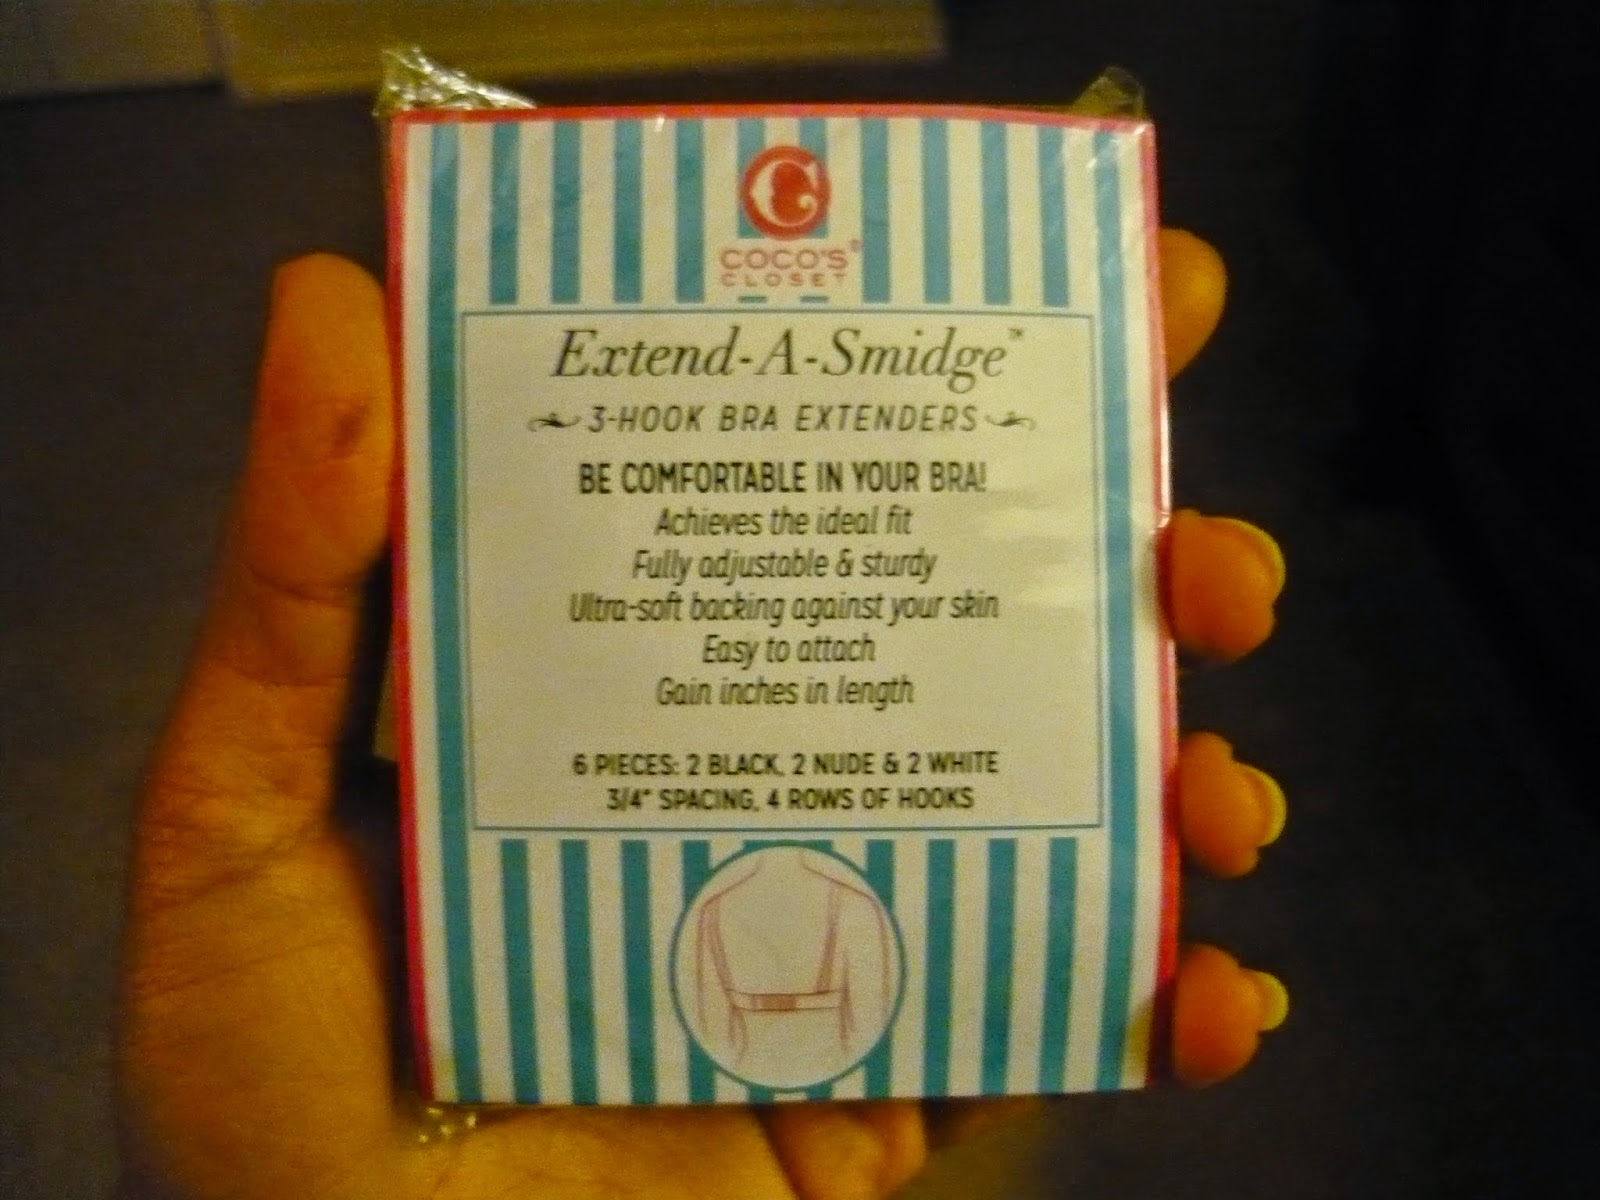 C
COCO'S®
CLOSET
Extend-A-Smidge™
3-HOOK BRA EXTENDERS
BE COMFORTABLE IN YOUR BRA!
Achieves the ideal fit
Fully adjustable & sturdy
Ultra-soft backing against your skin
Easy to attach
Gain inches in length
6 PIECES: 2 BLACK, 2 NUDE & 2 WHITE
3/4" SPACING, 4 ROWS OF HOOKS